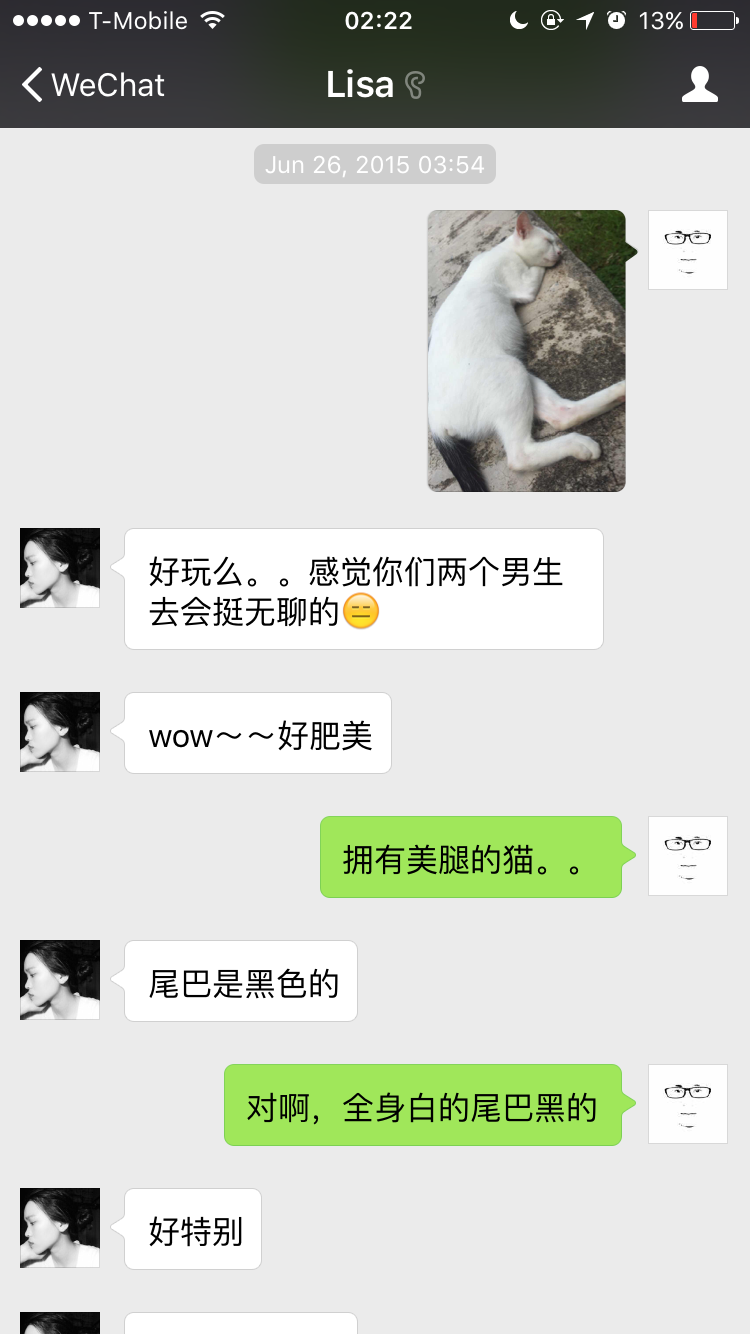 T-Mobile 02:22 13%
WeChat Lisa
Jun 26, 2015 03:54
好玩么。。感觉你们两个男生
去会挺无聊的😑
wow～～好肥美
拥有美腿的猫。。
尾巴是黑色的
对啊，全身白的尾巴黑的
好特别